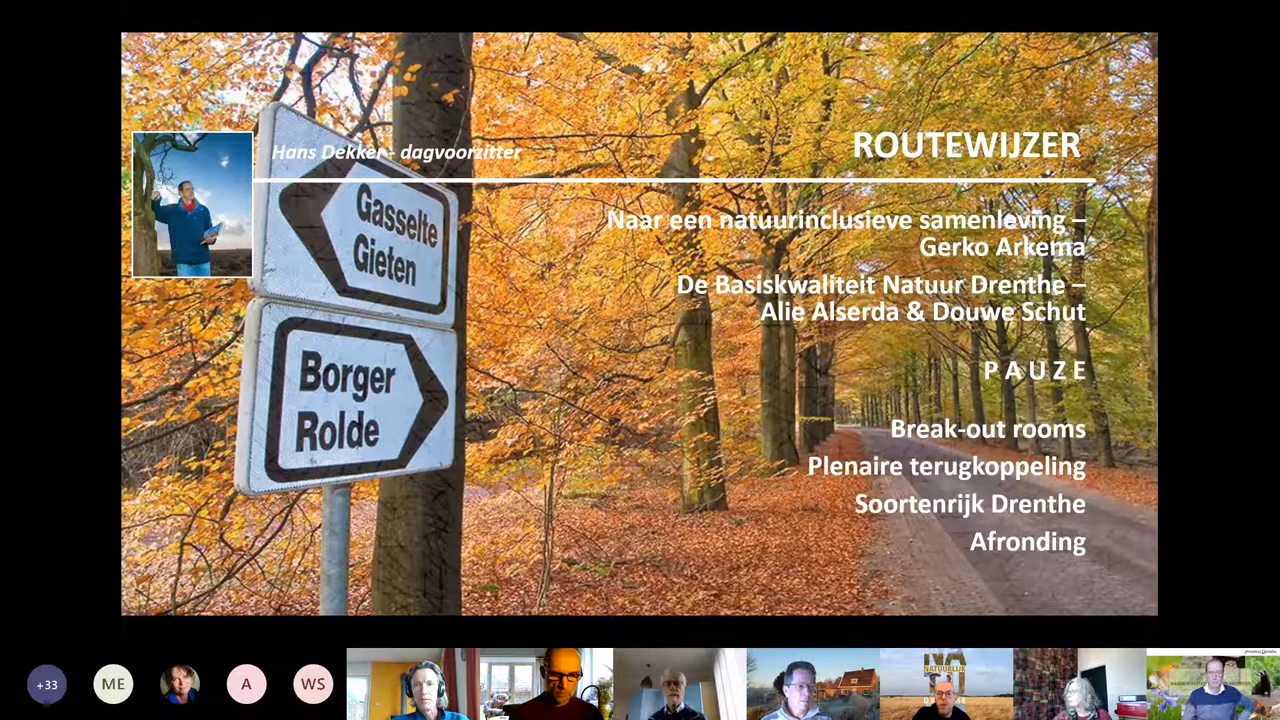 Hans Dekker - dagvoorzitter
ROUTEWIJZER
Gasselte
Gieten
Borger
Rolde
Naar een natuurinclusieve samenleving –
Gerko Arkema
De Basiskwaliteit Natuur Drenthe –
Alie Alserda & Douwe Schut
P A U Z E
Break-out rooms
Plenaire terugkoppeling
Soortenrijk Drenthe
Afronding
+33
ME
A
WS
NATUURLIJK